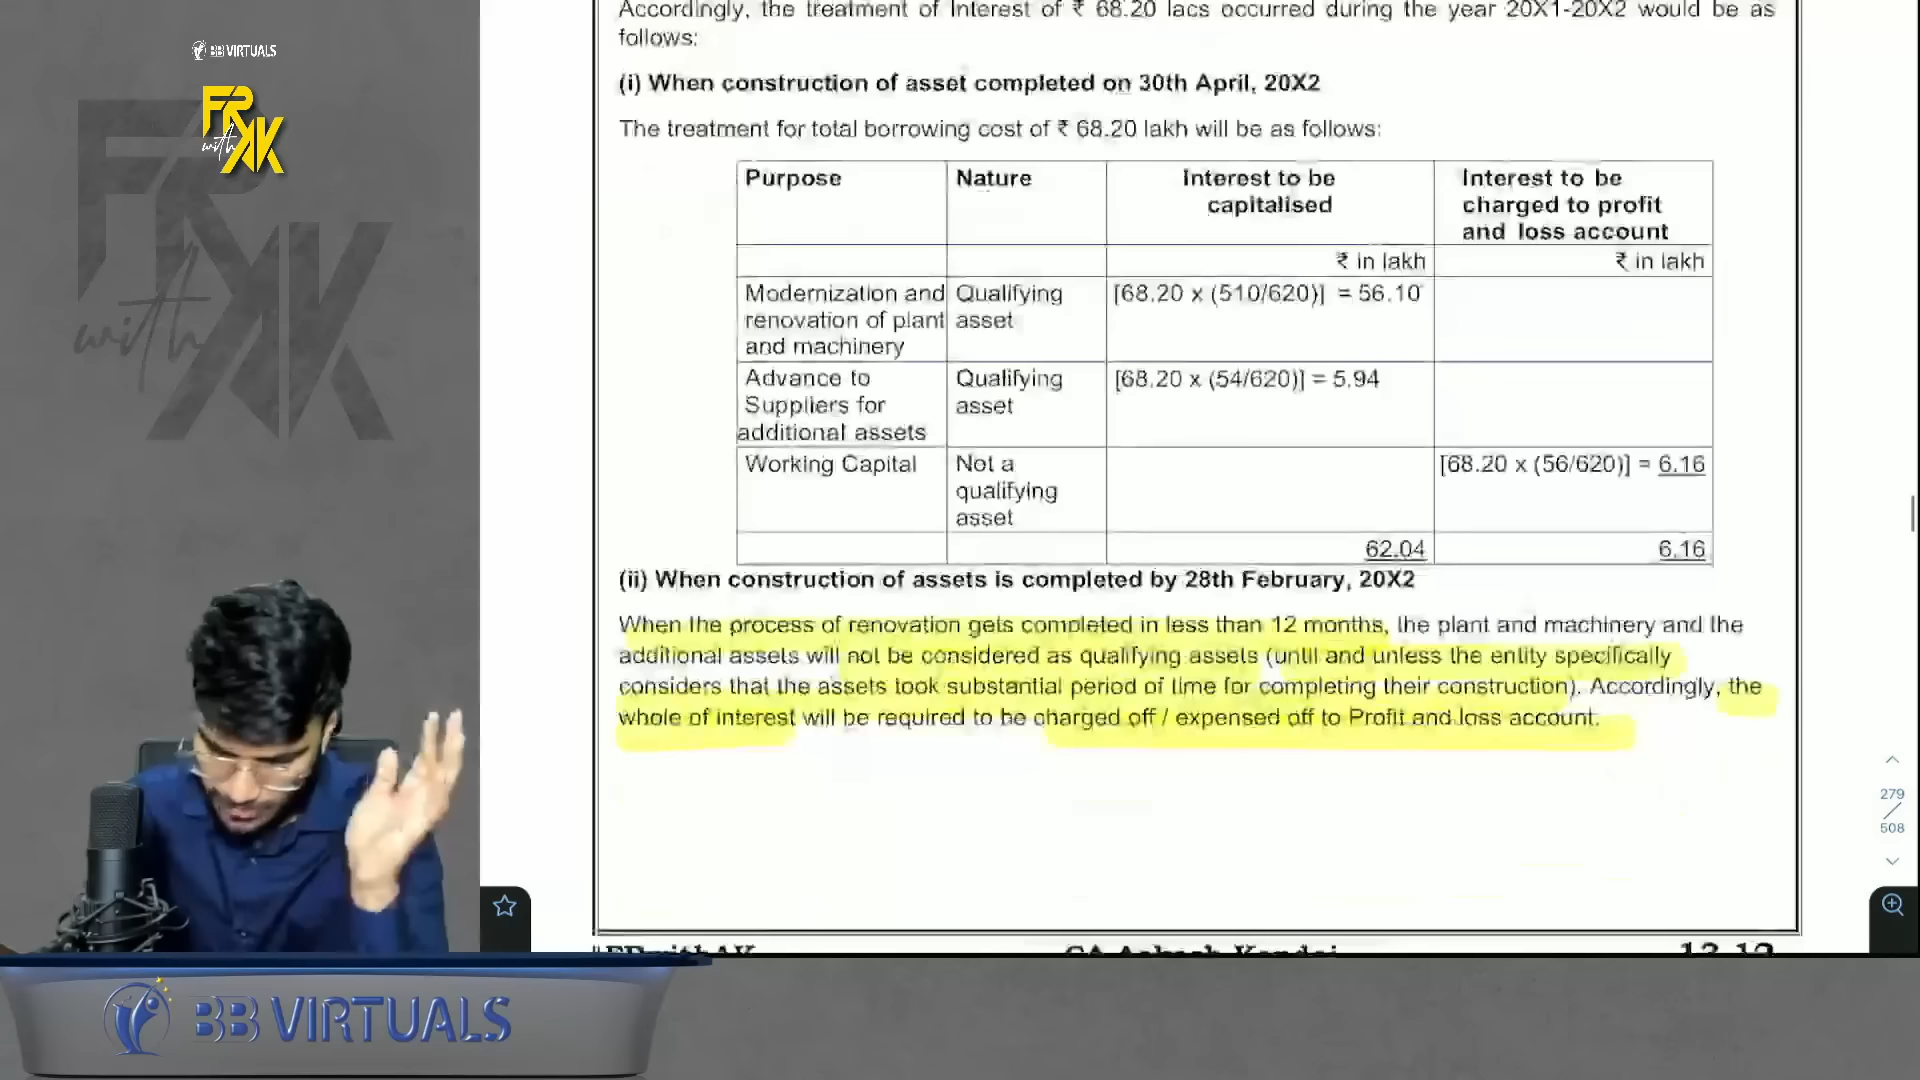 BB VIRTUALS
FR
with
AK
FR
with
AK
Accordingly, the treatment of Interest of ₹ 68.20 lacs occurred during the year 20X1-20X2 would be as
follows:
(i) When construction of asset completed on 30th April, 20X2
The treatment for total borrowing cost of ₹ 68.20 lakh will be as follows:
Purpose Nature Interest to be capitalised Interest to be charged to profit and loss account
₹ in lakh ₹ in lakh
Modernization and Qualifying [68.20 x (510/620)] = 56.10
renovation of plant asset
and machinery
Advance to Qualifying [68.20 x (54/620)] = 5.94
Suppliers for asset
additional assets
Working Capital Not a [68.20 x (56/620)] = 6.16
qualifying
asset
62.04 6.16
(ii) When construction of assets is completed by 28th February, 20X2
When the process of renovation gets completed in less than 12 months, the plant and machinery and the
additional assets will not be considered as qualifying assets (until and unless the entity specifically
considers that the assets took substantial period of time for completing their construction). Accordingly, the
whole of interest will be required to be charged off / expensed off to Profit and loss account.
279
508
FRwithAK CA Aakash Kandoi 13.12
BB VIRTUALS